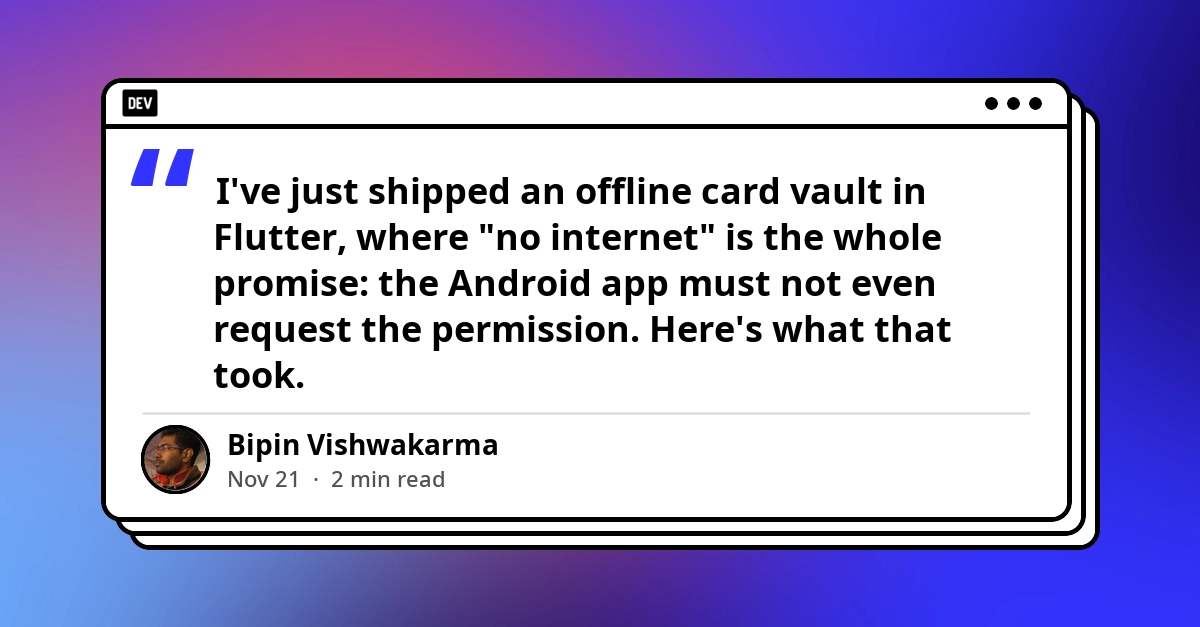 DEV
“ I've just shipped an offline card vault in
Flutter, where "no internet" is the whole
promise: the Android app must not even
request the permission. Here's what that
took.
Bipin Vishwakarma
Nov 21 · 2 min read